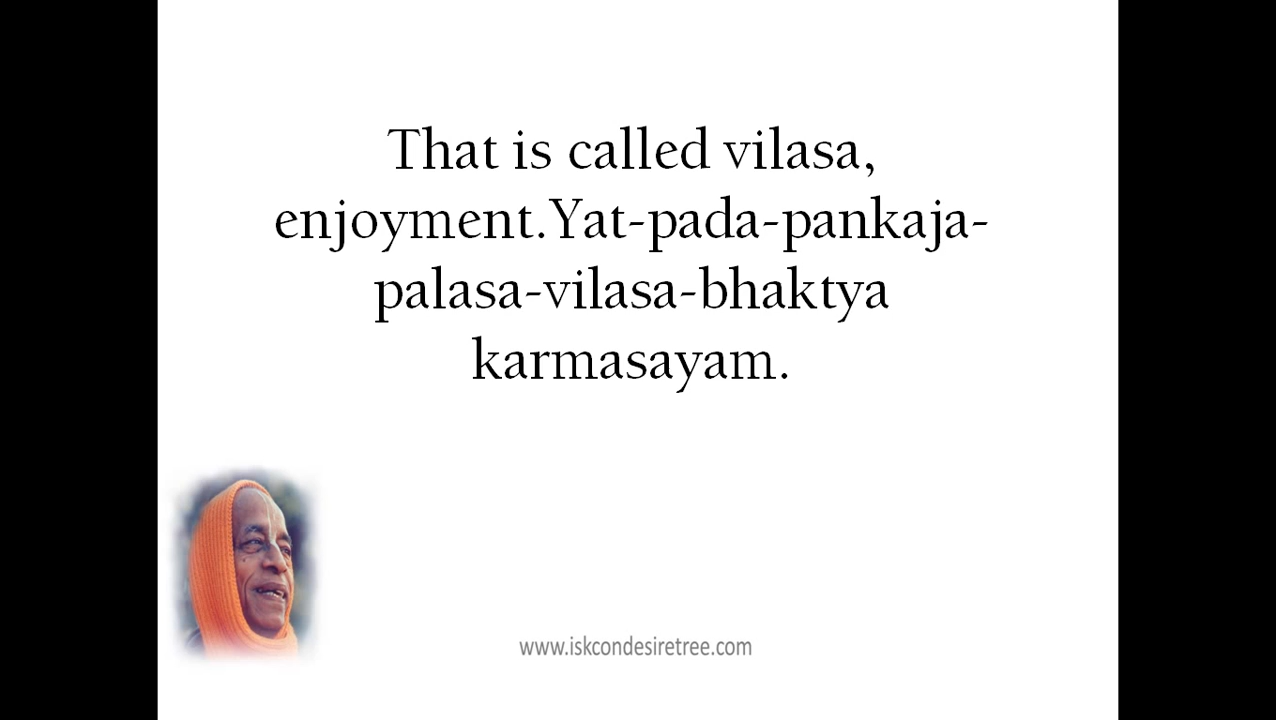 That is called vilasa,
enjoyment.Yat-pada-pankaja-
palasa-vilasa-bhaktya
karmasayam.
www.iskcondesiretree.com